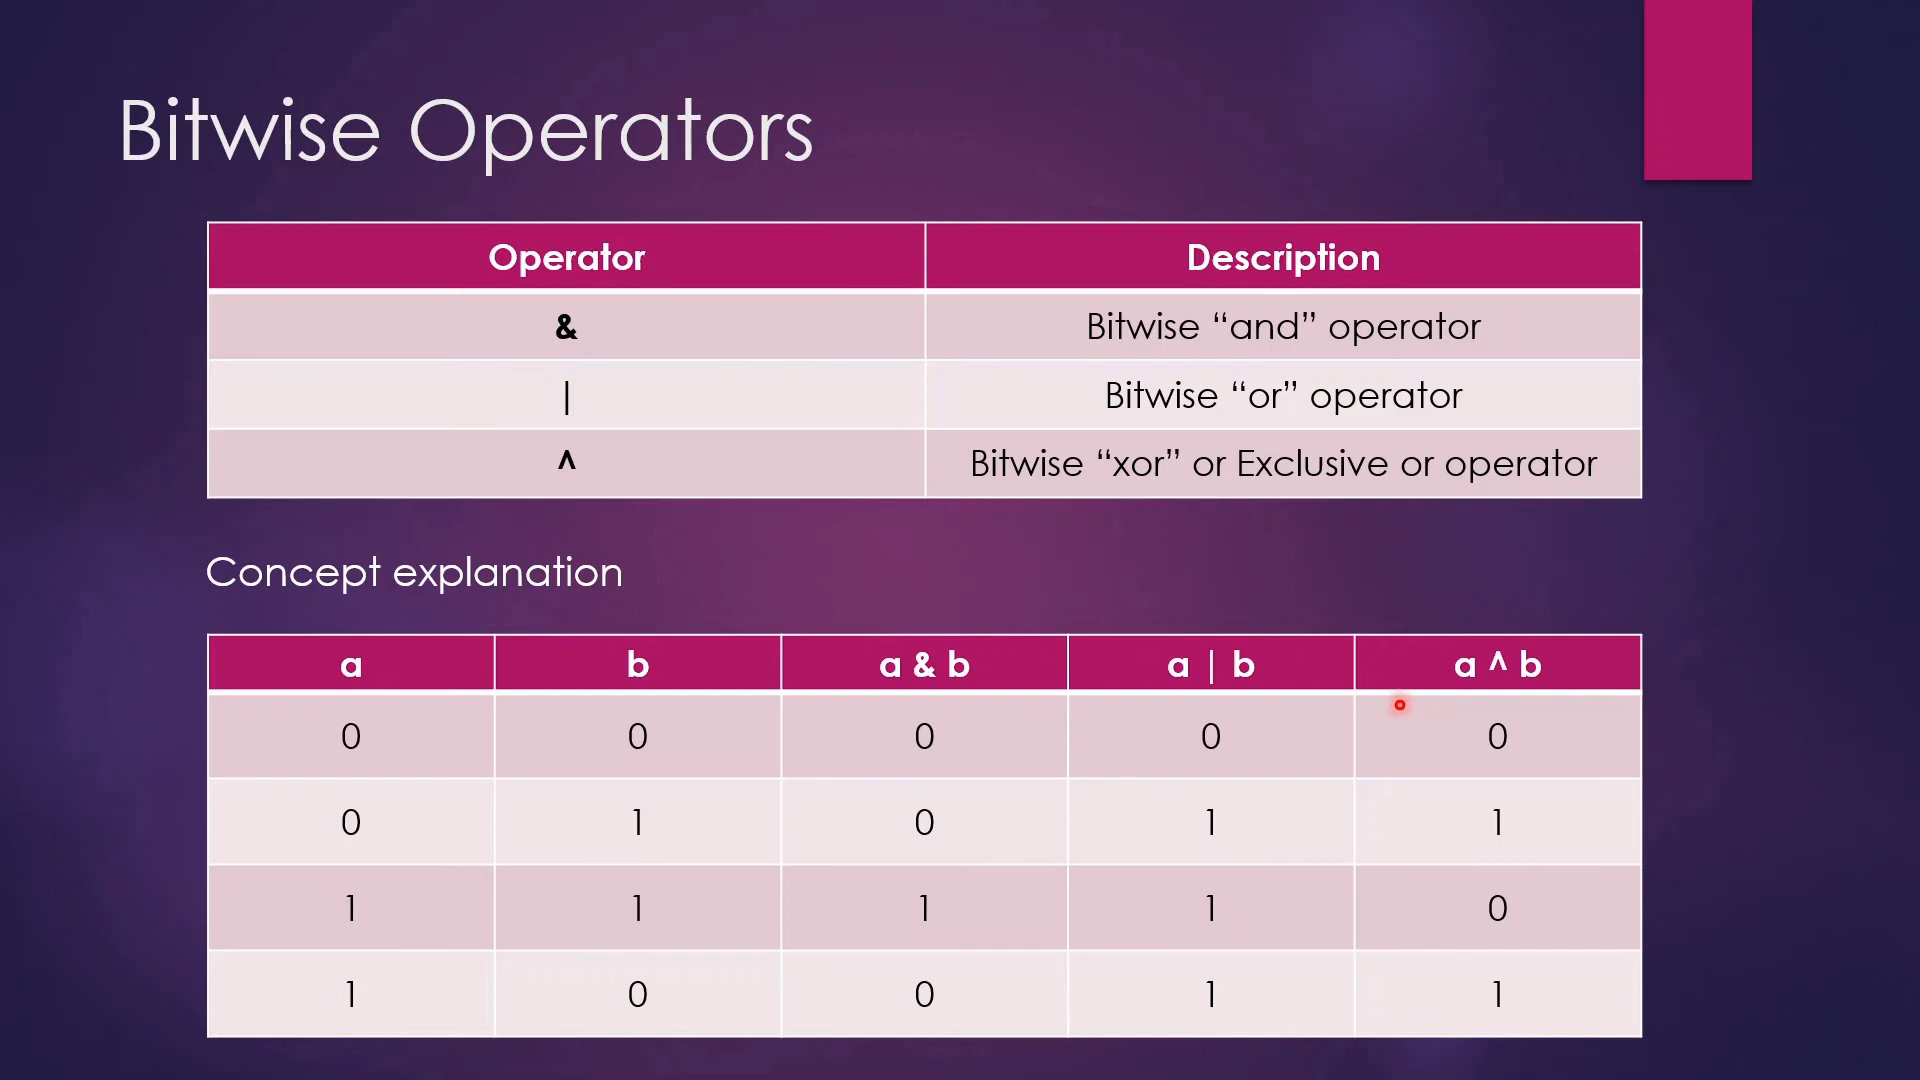 Bitwise Operators
Operator Description
& Bitwise “and” operator
| Bitwise “or” operator
^ Bitwise “xor” or Exclusive or operator
Concept explanation
a b a & b a | b a ^ b
0 0 0 0 0
0 1 0 1 1
1 1 1 1 0
1 0 0 1 1